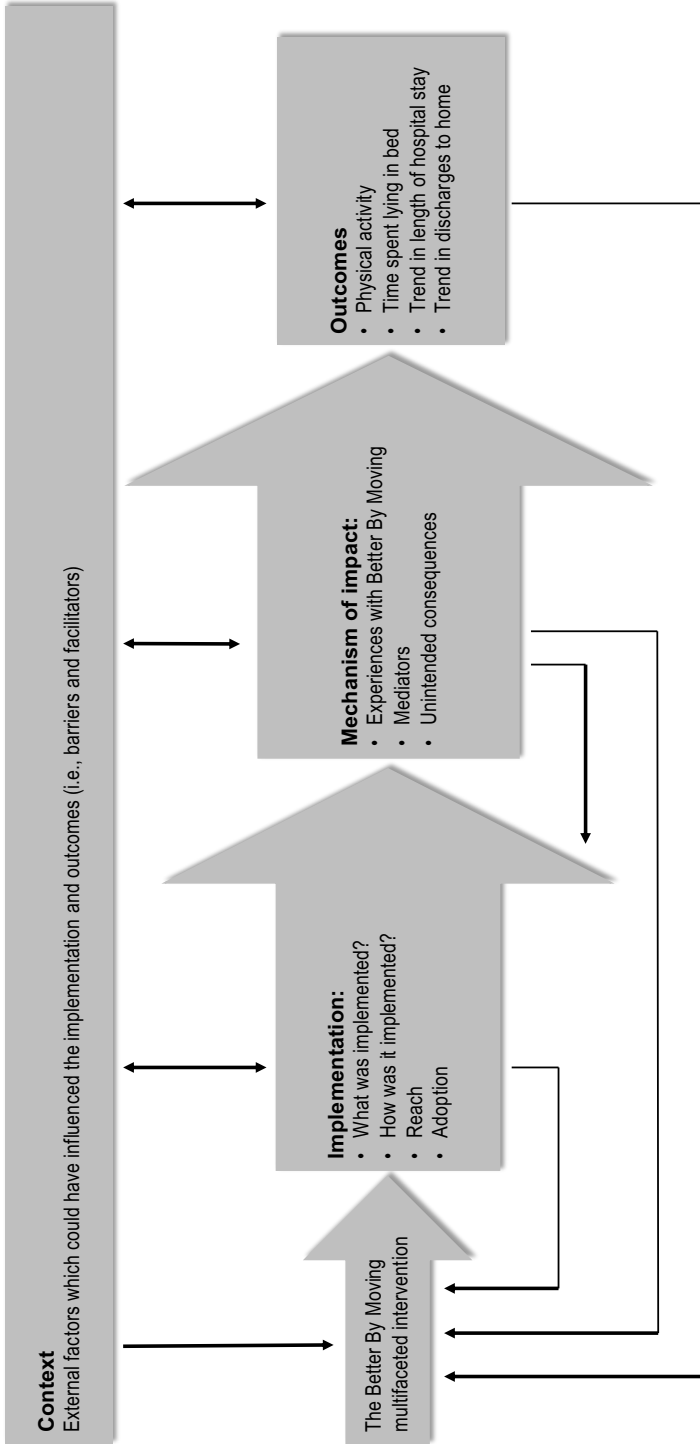 Context
External factors which could have influenced the implementation and outcomes (i.e., barriers and facilitators)
The Better By Moving
multifaceted intervention
Implementation:
• What was implemented?
• How was it implemented?
• Reach
• Adoption
Mechanism of impact:
• Experiences with Better By Moving
• Mediators
• Unintended consequences
Outcomes
• Physical activity
• Time spent lying in bed
• Trend in length of hospital stay
• Trend in discharges to home